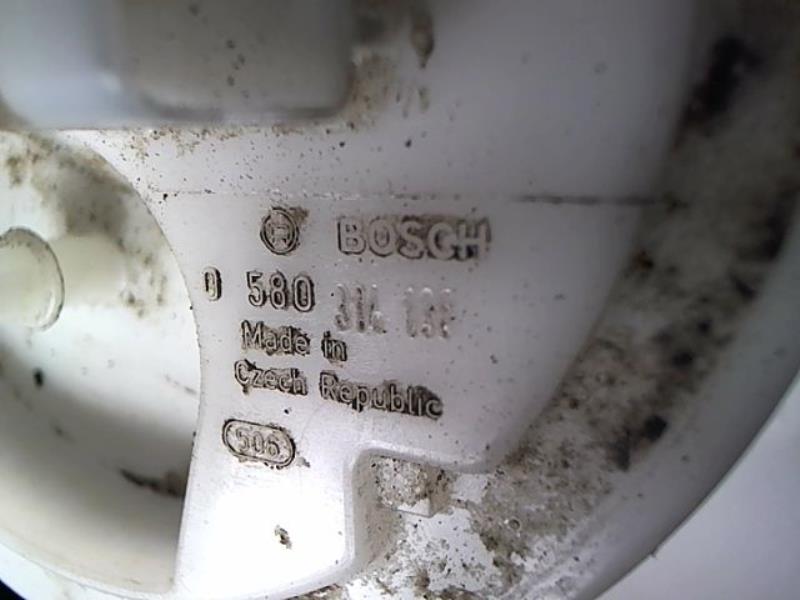 BOSCH
0 580 314
Made in
Czech Republic
506